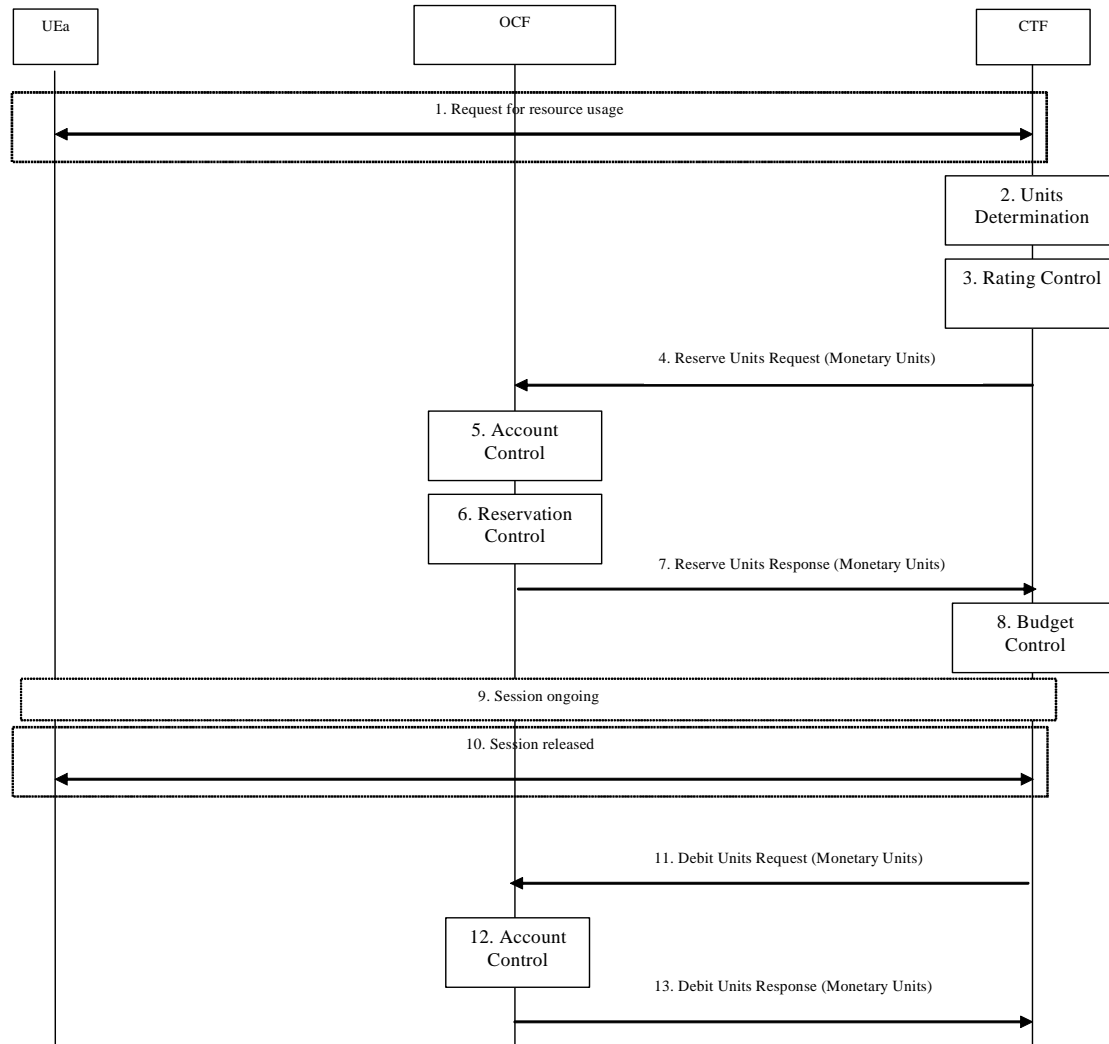 UEa
OCF
CTF
1. Request for resource usage
2. Units
Determination
3. Rating Control
4. Reserve Units Request (Monetary Units)
5. Account
Control
6. Reservation
Control
7. Reserve Units Response (Monetary Units)
8. Budget
Control
9. Session ongoing
10. Session released
11. Debit Units Request (Monetary Units)
12. Account
Control
13. Debit Units Response (Monetary Units)